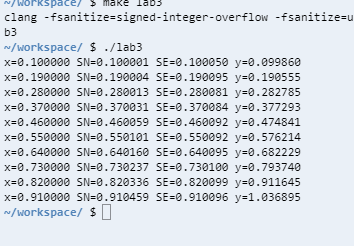 ~/workspace/ $ make lab3
clang -fsanitize=signed-integer-overflow -fsanitize=u
b3
~/workspace/ $ ./lab3
x=0.100000 SN=0.100001 SE=0.100050 y=0.099860
x=0.190000 SN=0.190004 SE=0.190095 y=0.190555
x=0.280000 SN=0.280013 SE=0.280081 y=0.282785
x=0.370000 SN=0.370031 SE=0.370084 y=0.377293
x=0.460000 SN=0.460059 SE=0.460092 y=0.474841
x=0.550000 SN=0.550101 SE=0.550092 y=0.576214
x=0.640000 SN=0.640160 SE=0.640095 y=0.682229
x=0.730000 SN=0.730237 SE=0.730100 y=0.793740
x=0.820000 SN=0.820336 SE=0.820099 y=0.911645
x=0.910000 SN=0.910459 SE=0.910096 y=1.036895
~/workspace/ $